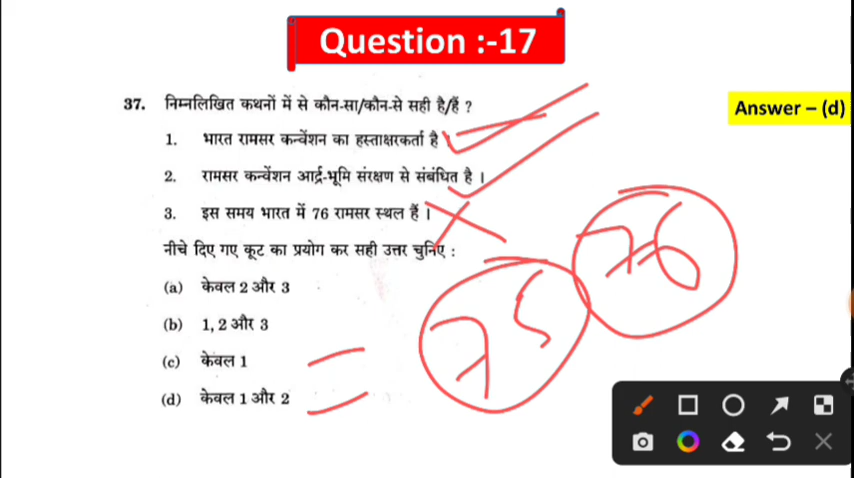 Question :-17
37. निम्नलिखित कथनों में से कौन-सा/कौन-से सही है/हैं ?
Answer – (d)
1. भारत रामसर कन्वेंशन का हस्ताक्षरकर्ता है
2. रामसर कन्वेंशन आर्द्र-भूमि संरक्षण से संबंधित है ।
3. इस समय भारत में 76 रामसर स्थल हैं ।
नीचे दिए गए कूट का प्रयोग कर सही उत्तर चुनिए :
76
(a) केवल 2 और 3
(b) 1, 2 और 3
75
(c) केवल 1
(d) केवल 1 और 2